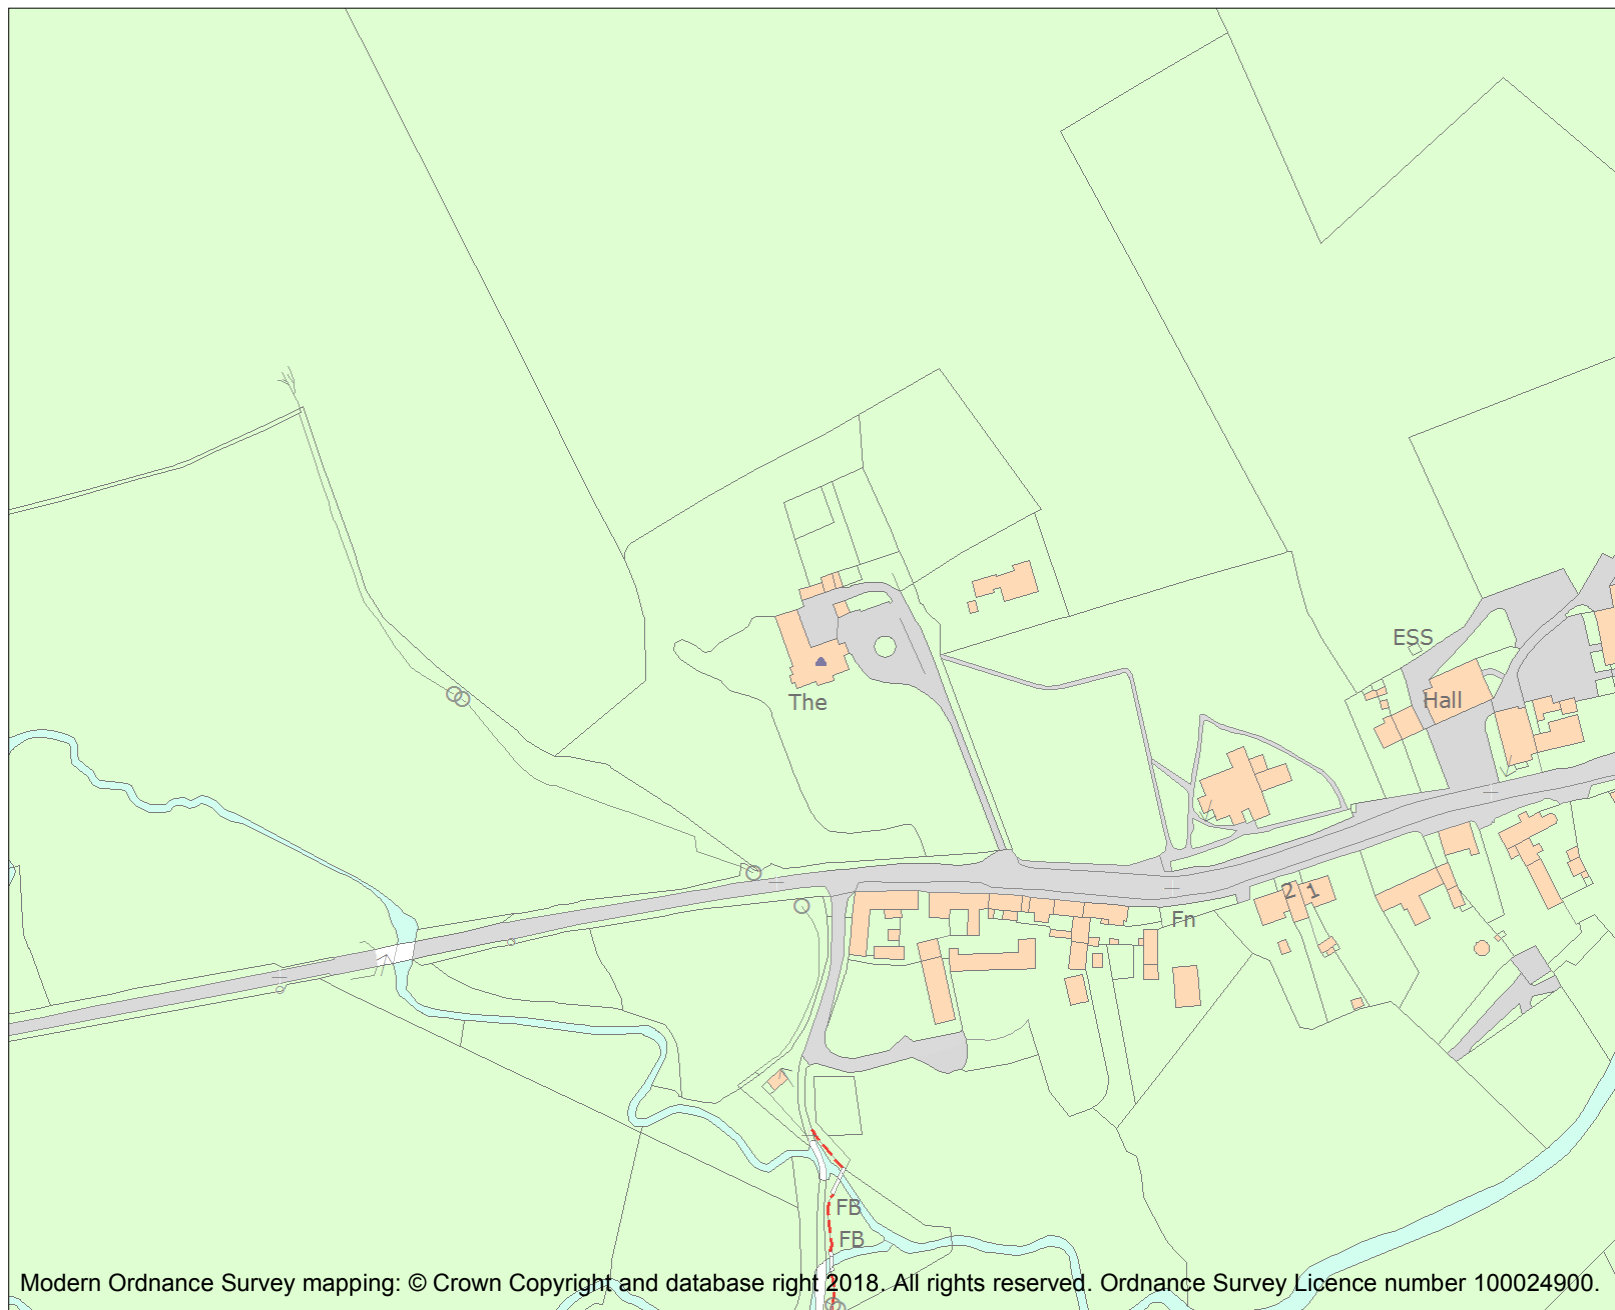 ESS
Hall
The
2
1
Fn
FB
FB
Modern Ordnance Survey mapping: © Crown Copyright and database right 2018. All rights reserved. Ordnance Survey Licence number 100024900.